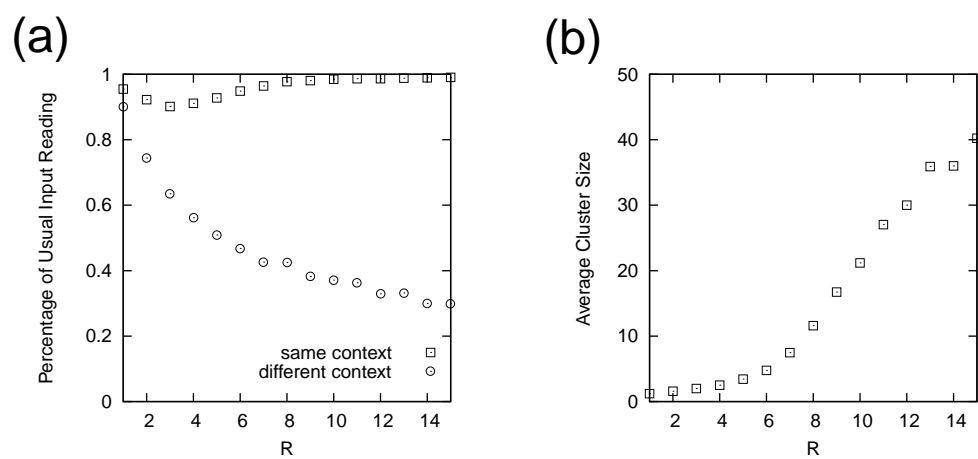 (a)
Percentage of Usual Input Reading
1
0.8
0.6
0.4
0.2
0
same context
different context
2 4 6 8 10 12 14
R
(b)
Average Cluster Size
50
40
30
20
10
0
2 4 6 8 10 12 14
R